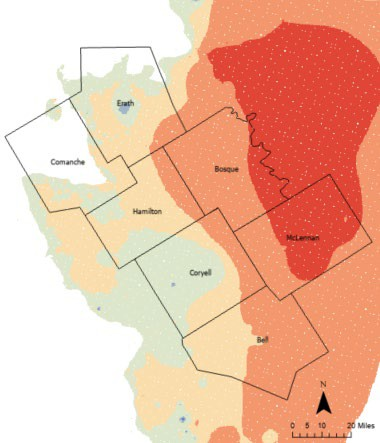 Erath
Comanche
Bosque
Hamilton
McLennan
Coryell
Bell
N
0 5 10 20 Miles